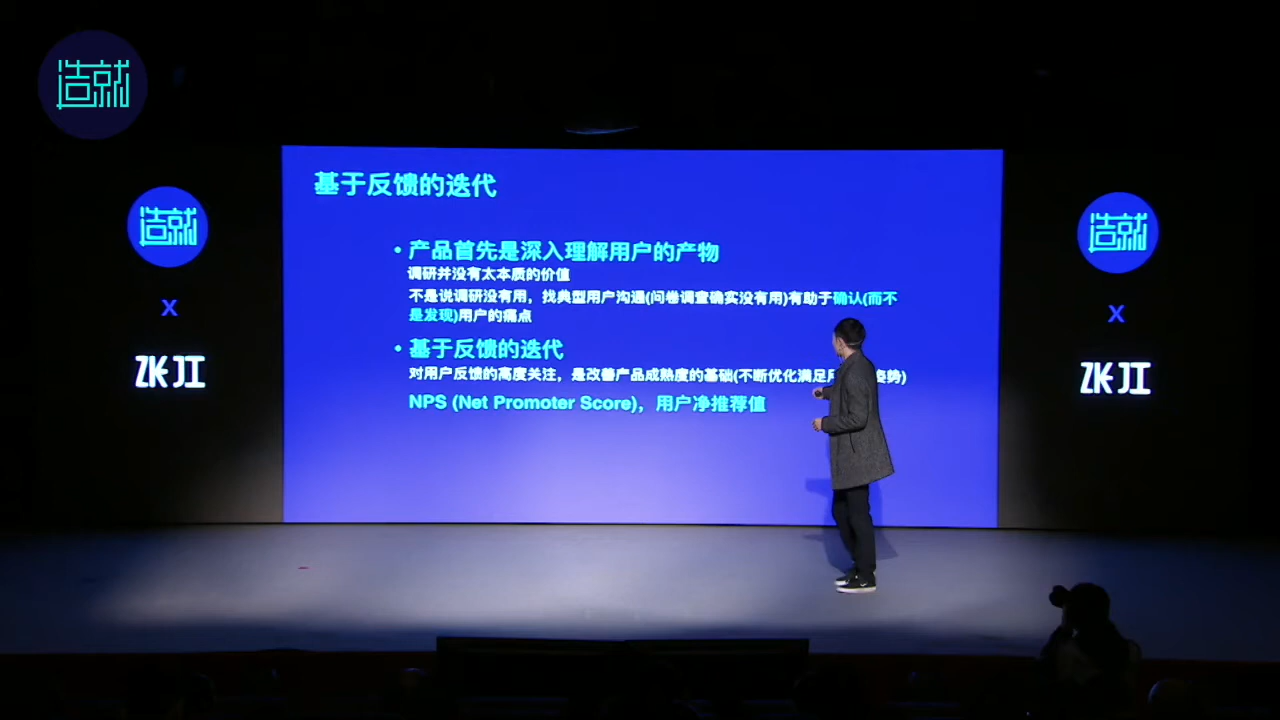 造就
基于反馈的迭代
造就
X
ZK JI
• 产品首先是深入理解用户的产物
调研并没有太本质的价值
不是说调研没有用，找典型用户沟通(问卷调查确实没有用)有助于确认(而不
是发现)用户的痛点
• 基于反馈的迭代
对用户反馈的高度关注，是改善产品成熟度的基础(不断优化满足姿势)
NPS (Net Promoter Score)，用户净推荐值
造就
X
ZK JI